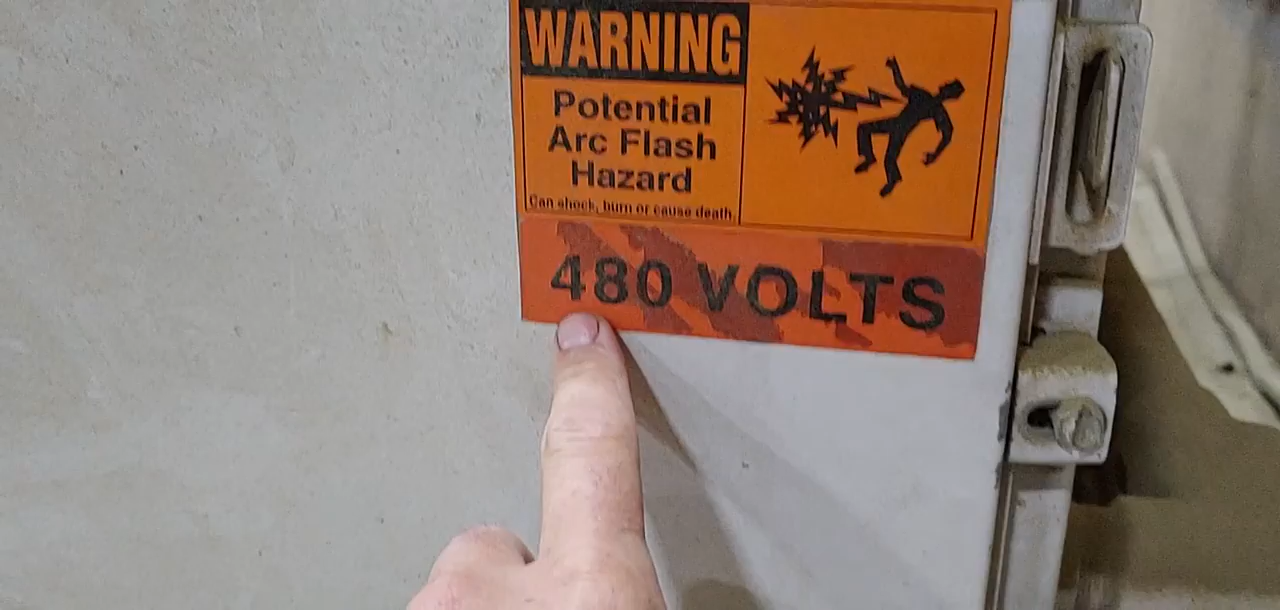 WARNING
Potential
Arc Flash
Hazard
Can shock, burn or cause death.
480 VOLTS